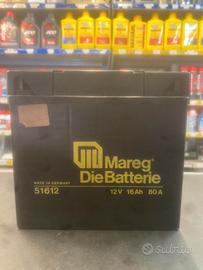 Mareg
Die Batterie
MADE IN GERMANY
51612
12V 16Ah 80A
Subito